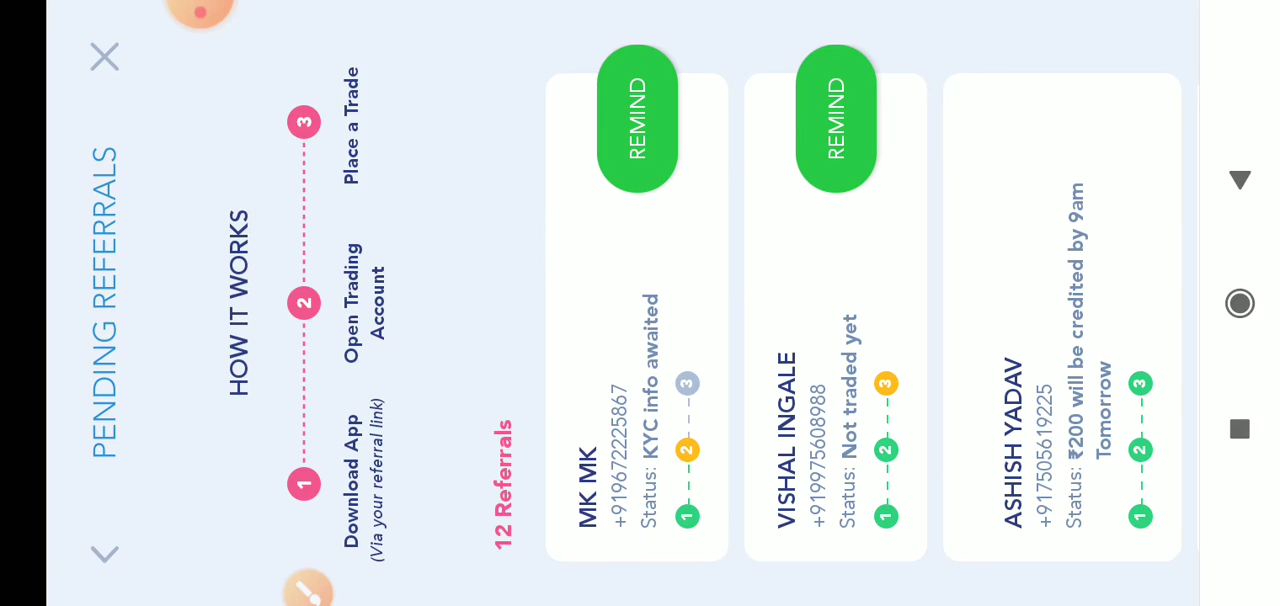 PENDING REFERRALS
HOW IT WORKS
1 2 3
Download App
(Via your referral link)
Open Trading
Account
Place a Trade
12 Referrals
MK MK
+919672225867
Status: KYC info awaited
1 2 3
REMIND
VISHAL INGALE
+919975608988
Status: Not traded yet
1 2 3
REMIND
ASHISH YADAV
+917505619225
Status: ₹200 will be credited by 9am
Tomorrow
1 2 3